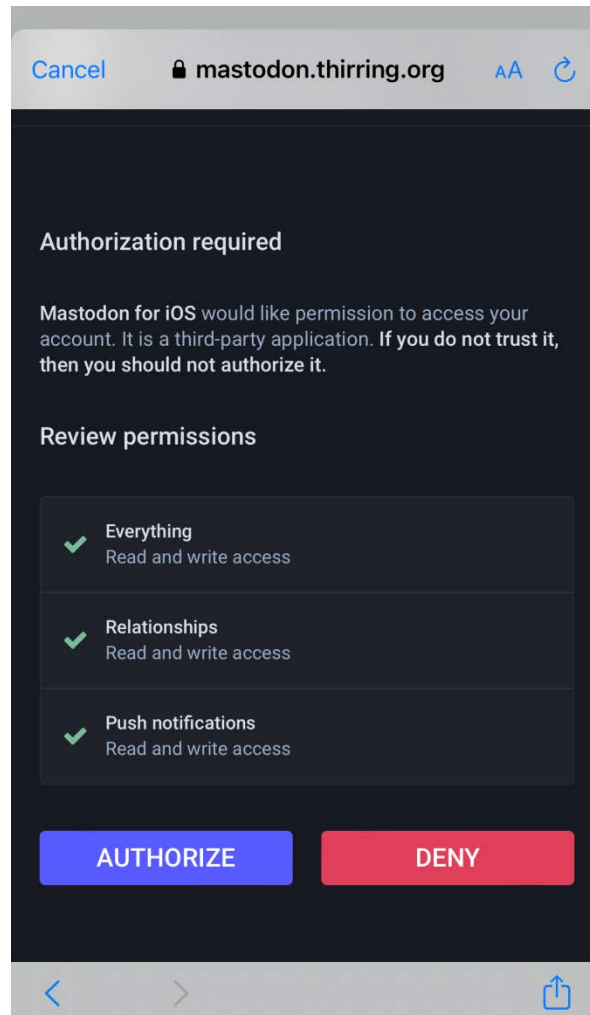 Cancel mastodon.thirring.org AA
Authorization required
Mastodon for iOS would like permission to access your
account. It is a third-party application. If you do not trust it,
then you should not authorize it.
Review permissions
Everything
Read and write access
Relationships
Read and write access
Push notifications
Read and write access
AUTHORIZE DENY